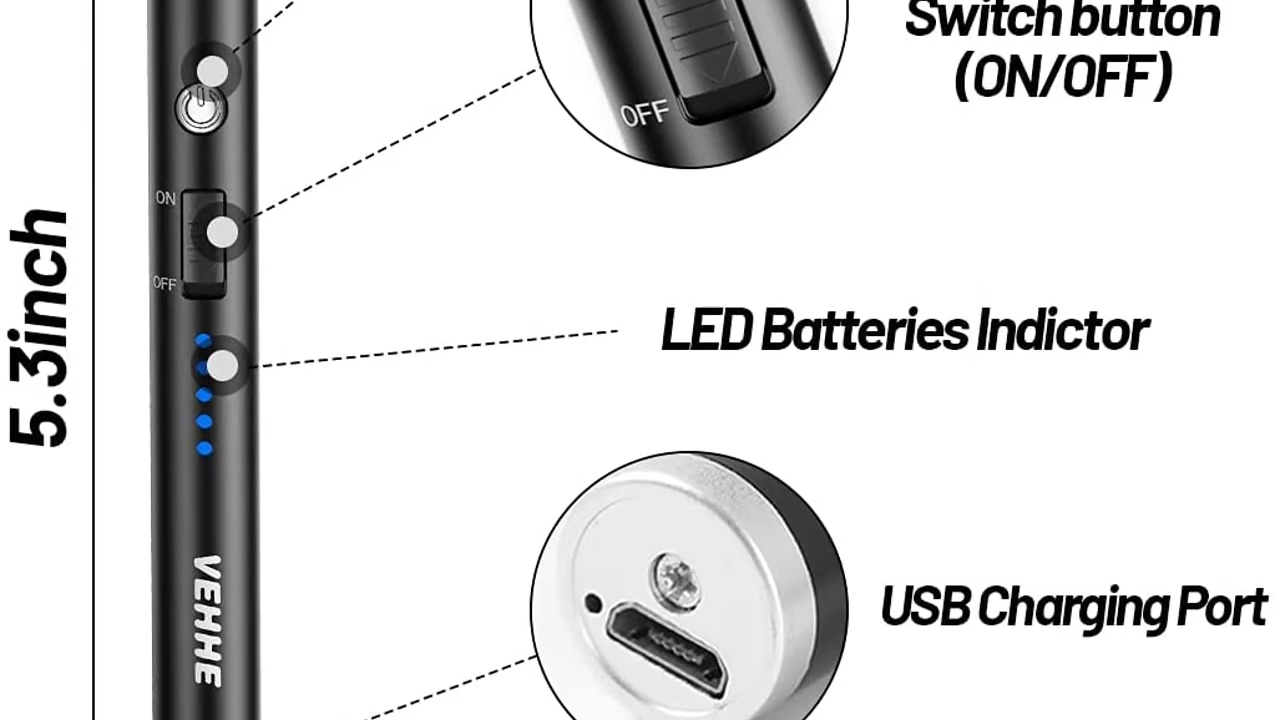 Switch button
(ON/OFF)
OFF
ON
OFF
5.3inch
LED Batteries Indictor
VEHHE
USB Charging Port